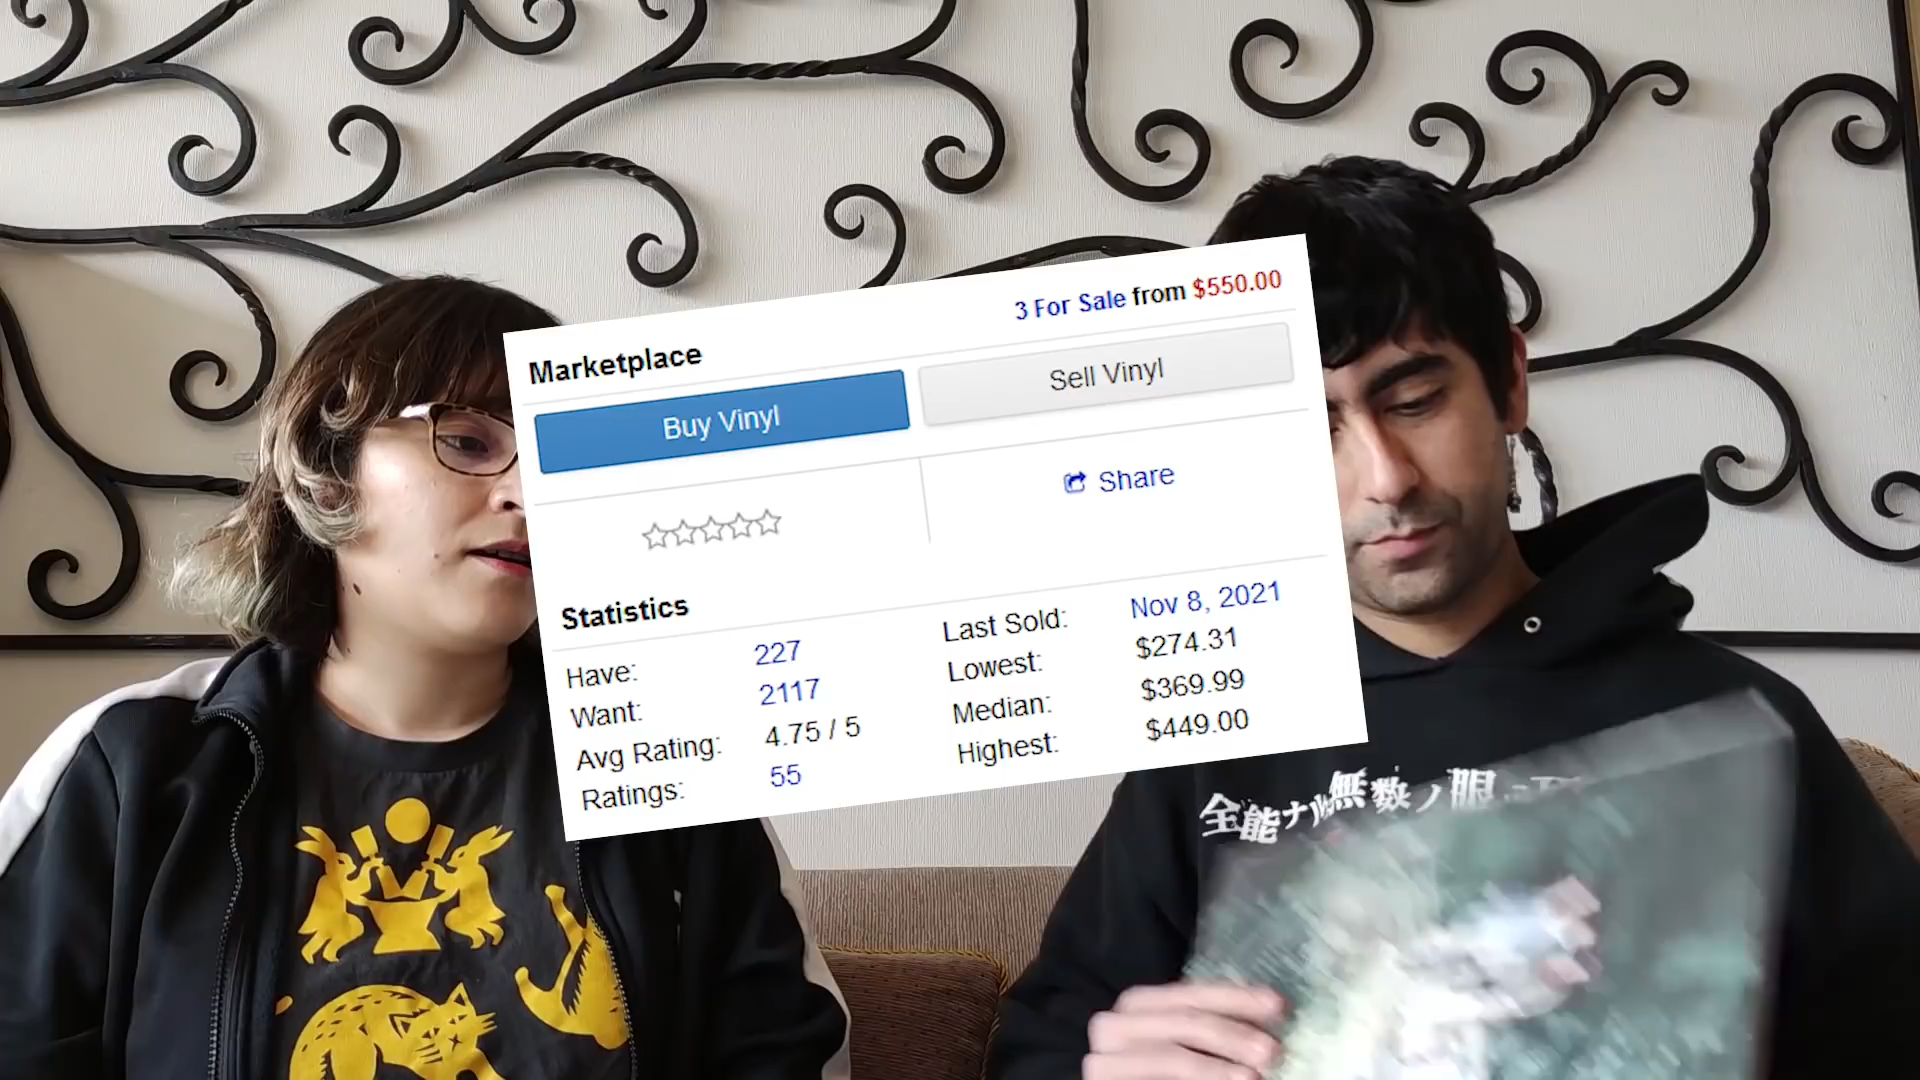 3 For Sale from $550.00
Marketplace
Buy Vinyl
Sell Vinyl
Share
Statistics
Have: 227
Want: 2117
Avg Rating: 4.75 / 5
Ratings: 55
Last Sold: Nov 8, 2021
Lowest: $274.31
Median: $369.99
Highest: $449.00
全能ナル無数ノ眼